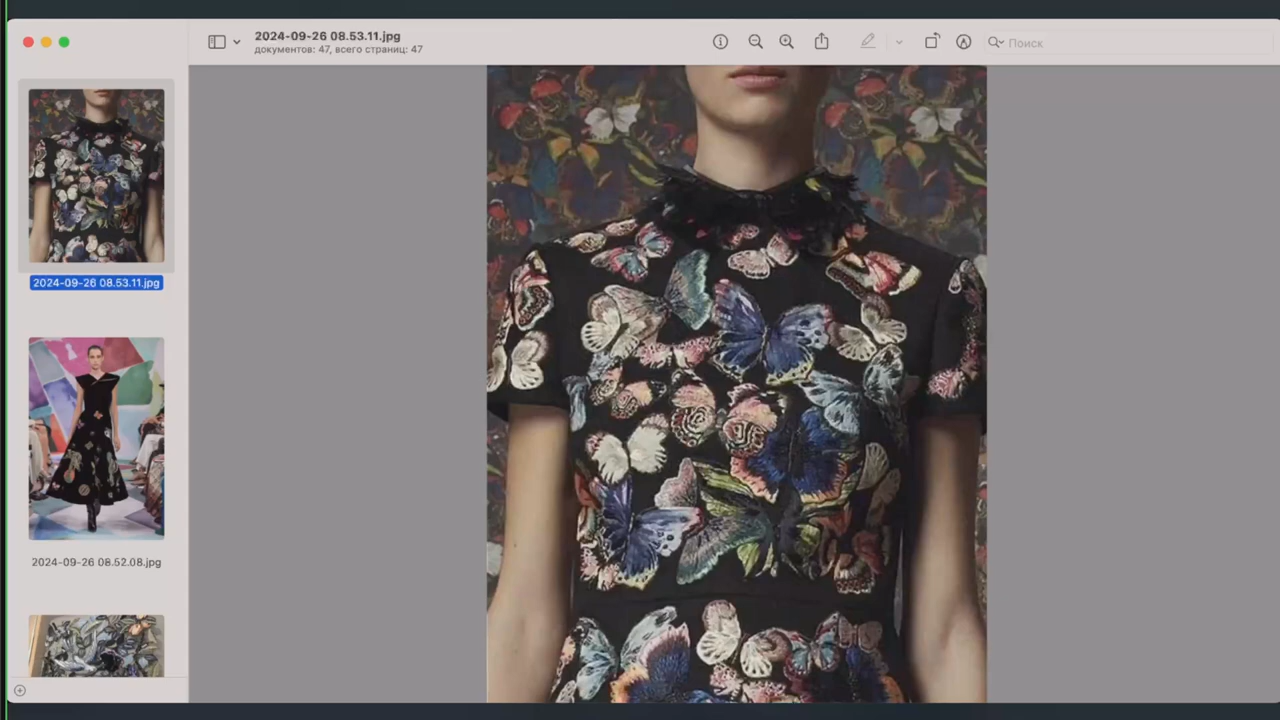 2024-09-26 08.53.11.jpg
документов: 47, всего страниц: 47
Поиск
2024-09-26 08.53.11.jpg
2024-09-26 08.52.08.jpg